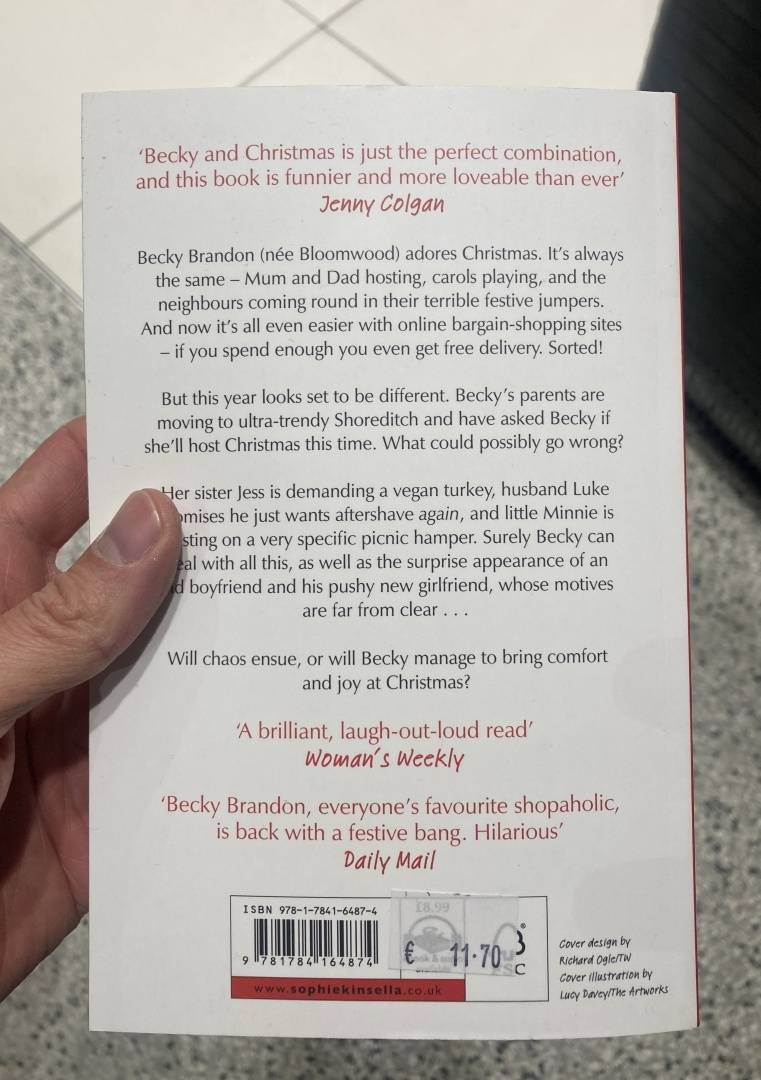 'Becky and Christmas is just the perfect combination,
and this book is funnier and more loveable than ever'
Jenny Colgan
Becky Brandon (née Bloomwood) adores Christmas. It's always
the same – Mum and Dad hosting, carols playing, and the
neighbours coming round in their terrible festive jumpers.
And now it's all even easier with online bargain-shopping sites
– if you spend enough you even get free delivery. Sorted!
But this year looks set to be different. Becky's parents are
moving to ultra-trendy Shoreditch and have asked Becky if
she'll host Christmas this time. What could possibly go wrong?
Her sister Jess is demanding a vegan turkey, husband Luke
he just wants aftershave again, and little Minnie is
on a very specific picnic hamper. Surely Becky can
with all this, as well as the surprise appearance of an
boyfriend and his pushy new girlfriend, whose motives
are far from clear . . .
Will chaos ensue, or will Becky manage to bring comfort
and joy at Christmas?
'A brilliant, laugh-out-loud read'
Woman's Weekly
'Becky Brandon, everyone's favourite shopaholic,
is back with a festive bang. Hilarious'
Daily Mail
ISBN 978-1-7841-6487-4
£8.99
€ 11.70
9 781784 164874
www.sophiekinsella.co.uk
Cover design by
Richard Ogle/TW
Cover illustration by
Lucy Davey/The Artworks